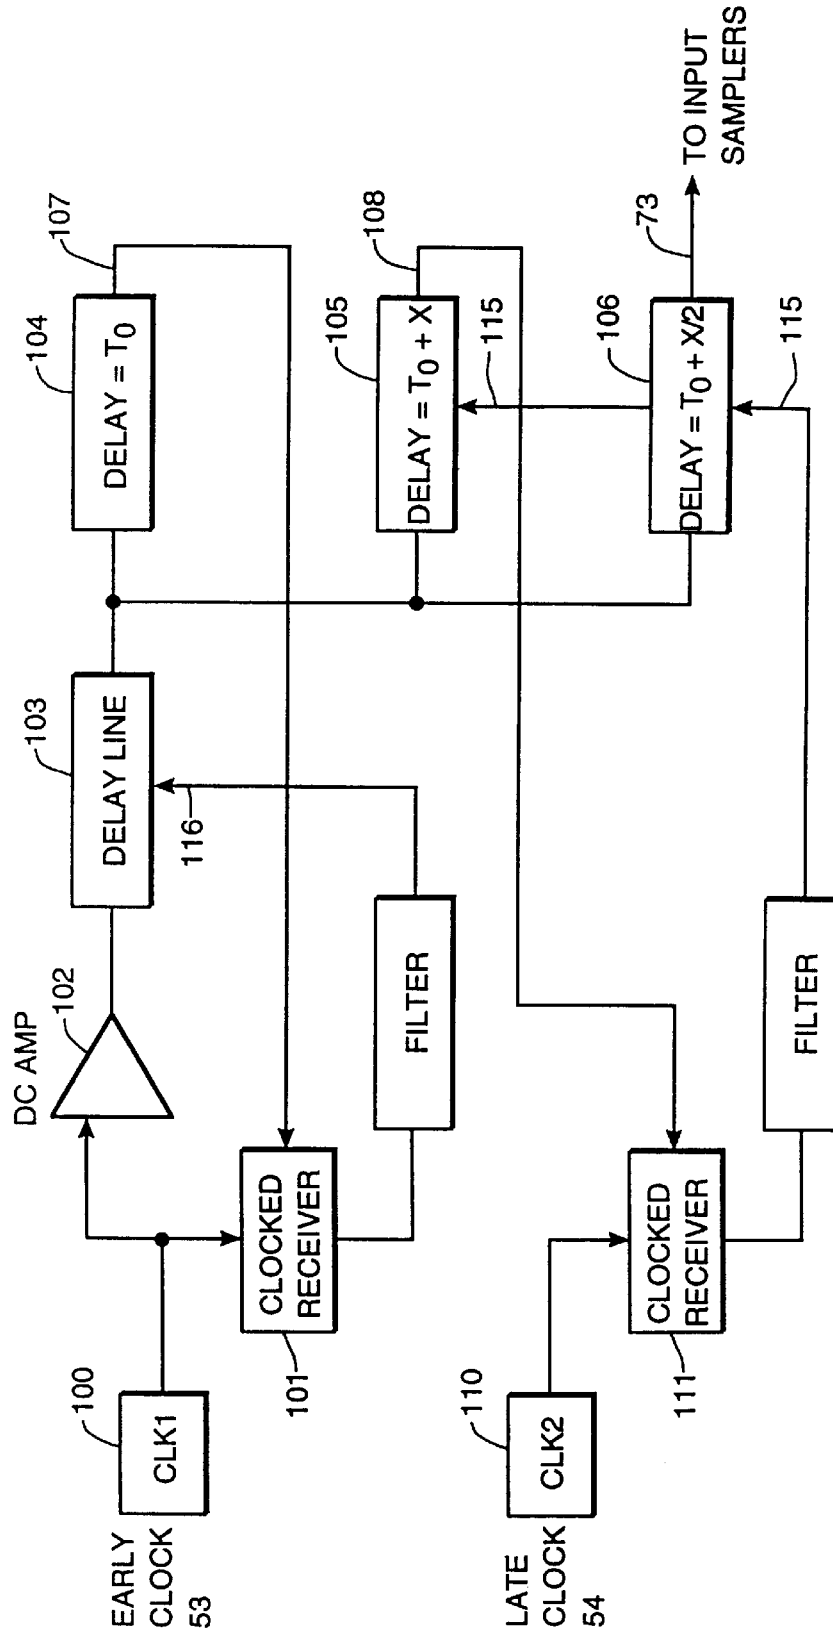 EARLY
CLOCK
53
100
CLK1
DC AMP
102
101
CLOCKED
RECEIVER
103
DELAY LINE
116
FILTER
104
DELAY = T0
107
105
DELAY = T0 + X
108
115
106
DELAY = T0 + X/2
73
TO INPUT
SAMPLERS
115
LATE
CLOCK
54
110
CLK2
111
CLOCKED
RECEIVER
FILTER